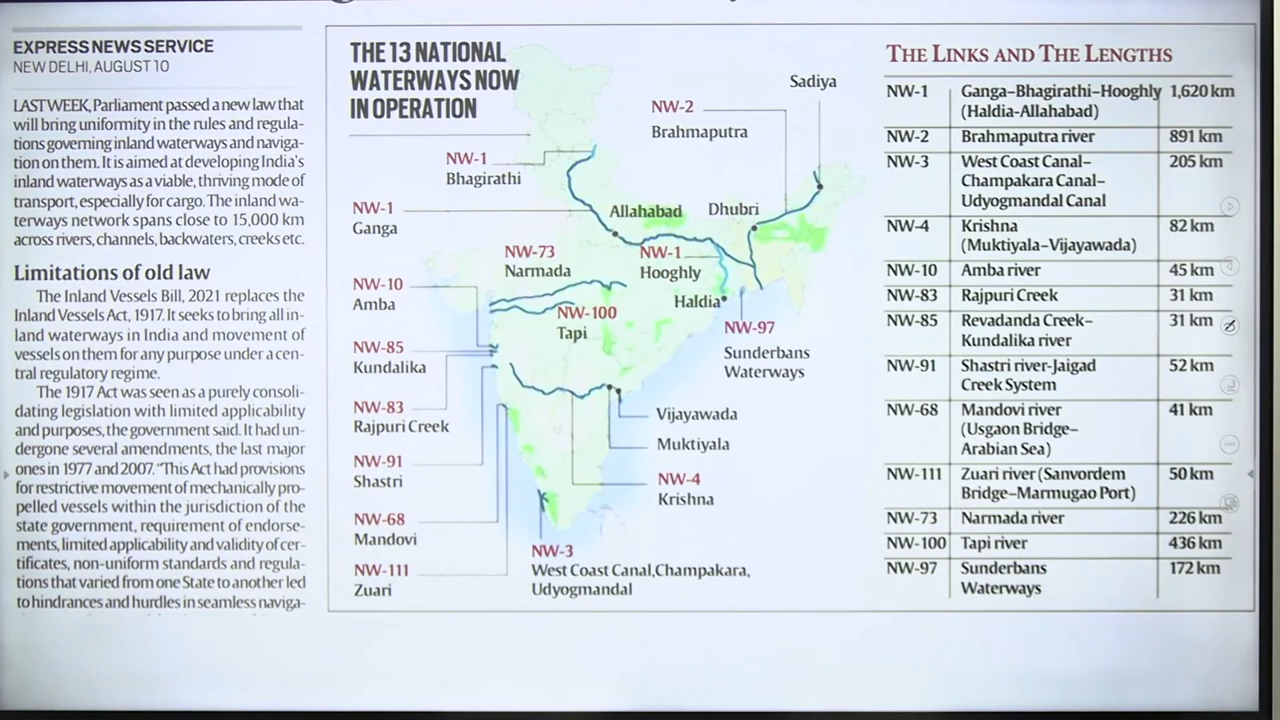 EXPRESS NEWS SERVICE
NEW DELHI, AUGUST 10
LAST WEEK, Parliament passed a new law that
will bring uniformity in the rules and regula-
tions governing inland waterways and naviga-
tion on them. It is aimed at developing India's
inland waterways as a viable, thriving mode of
transport, especially for cargo. The inland wa-
terways network spans close to 15,000 km
across rivers, channels, backwaters, creeks etc.
Limitations of old law
The Inland Vessels Bill, 2021 replaces the
Inland Vessels Act, 1917. It seeks to bring all in-
land waterways in India and movement of
vessels on them for any purpose under a cen-
tral regulatory regime.
The 1917 Act was seen as a purely consoli-
dating legislation with limited applicability
and purposes, the government said. It had un-
dergone several amendments, the last major
ones in 1977 and 2007. "This Act had provisions
for restrictive movement of mechanically pro-
pelled vessels within the jurisdiction of the
state government, requirement of endorse-
ments, limited applicability and validity of cer-
tificates, non-uniform standards and regula-
tions that varied from one State to another led
to hindrances and hurdles in seamless naviga-
THE 13 NATIONAL
WATERWAYS NOW
IN OPERATION
Sadiya
NW-2
Brahmaputra
NW-1
Bhagirathi
NW-1
Ganga
Allahabad
Dhubri
NW-73
Narmada
NW-1
Hooghly
NW-10
Amba
Haldia
NW-100
Tapi
NW-97
Sunderbans
Waterways
NW-85
Kundalika
NW-83
Rajpuri Creek
Vijayawada
Muktiyala
NW-91
Shastri
NW-4
Krishna
NW-68
Mandovi
NW-3
West Coast Canal,Champakara,
Udyogmandal
NW-111
Zuari
THE LINKS AND THE LENGTHS
NW-1 Ganga–Bhagirathi–Hooghly 1,620 km
(Haldia-Allahabad)
NW-2 Brahmaputra river 891 km
NW-3 West Coast Canal– 205 km
Champakara Canal–
Udyogmandal Canal
NW-4 Krishna 82 km
(Muktiyala–Vijayawada)
NW-10 Amba river 45 km
NW-83 Rajpuri Creek 31 km
NW-85 Revadanda Creek– 31 km
Kundalika river
NW-91 Shastri river-Jaigad 52 km
Creek System
NW-68 Mandovi river 41 km
(Usgaon Bridge–
Arabian Sea)
NW-111 Zuari river (Sanvordem 50 km
Bridge–Marmugao Port)
NW-73 Narmada river 226 km
NW-100 Tapi river 436 km
NW-97 Sunderbans 172 km
Waterways